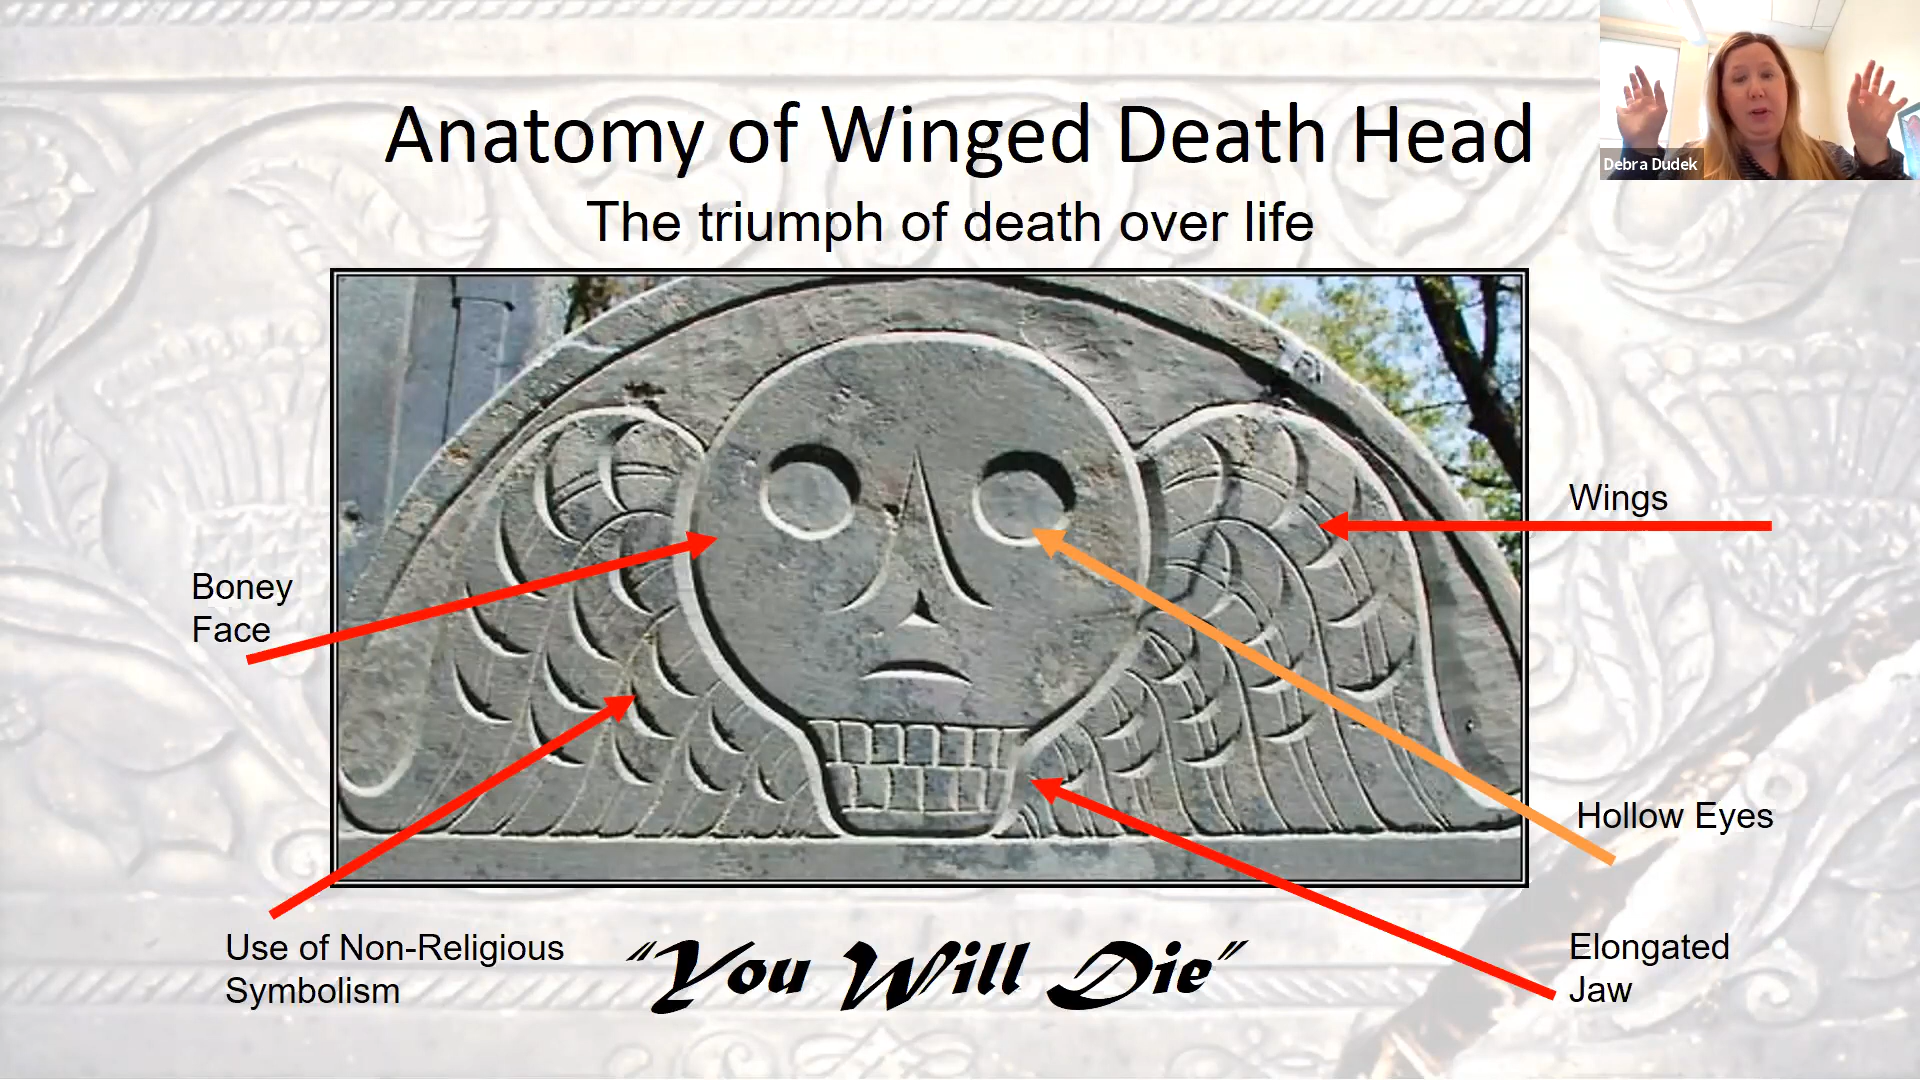 Anatomy of Winged Death Head
The triumph of death over life
Debra Dudek
Wings
Boney
Face
Hollow Eyes
Use of Non-Religious
Symbolism
"You Will Die"
Elongated
Jaw